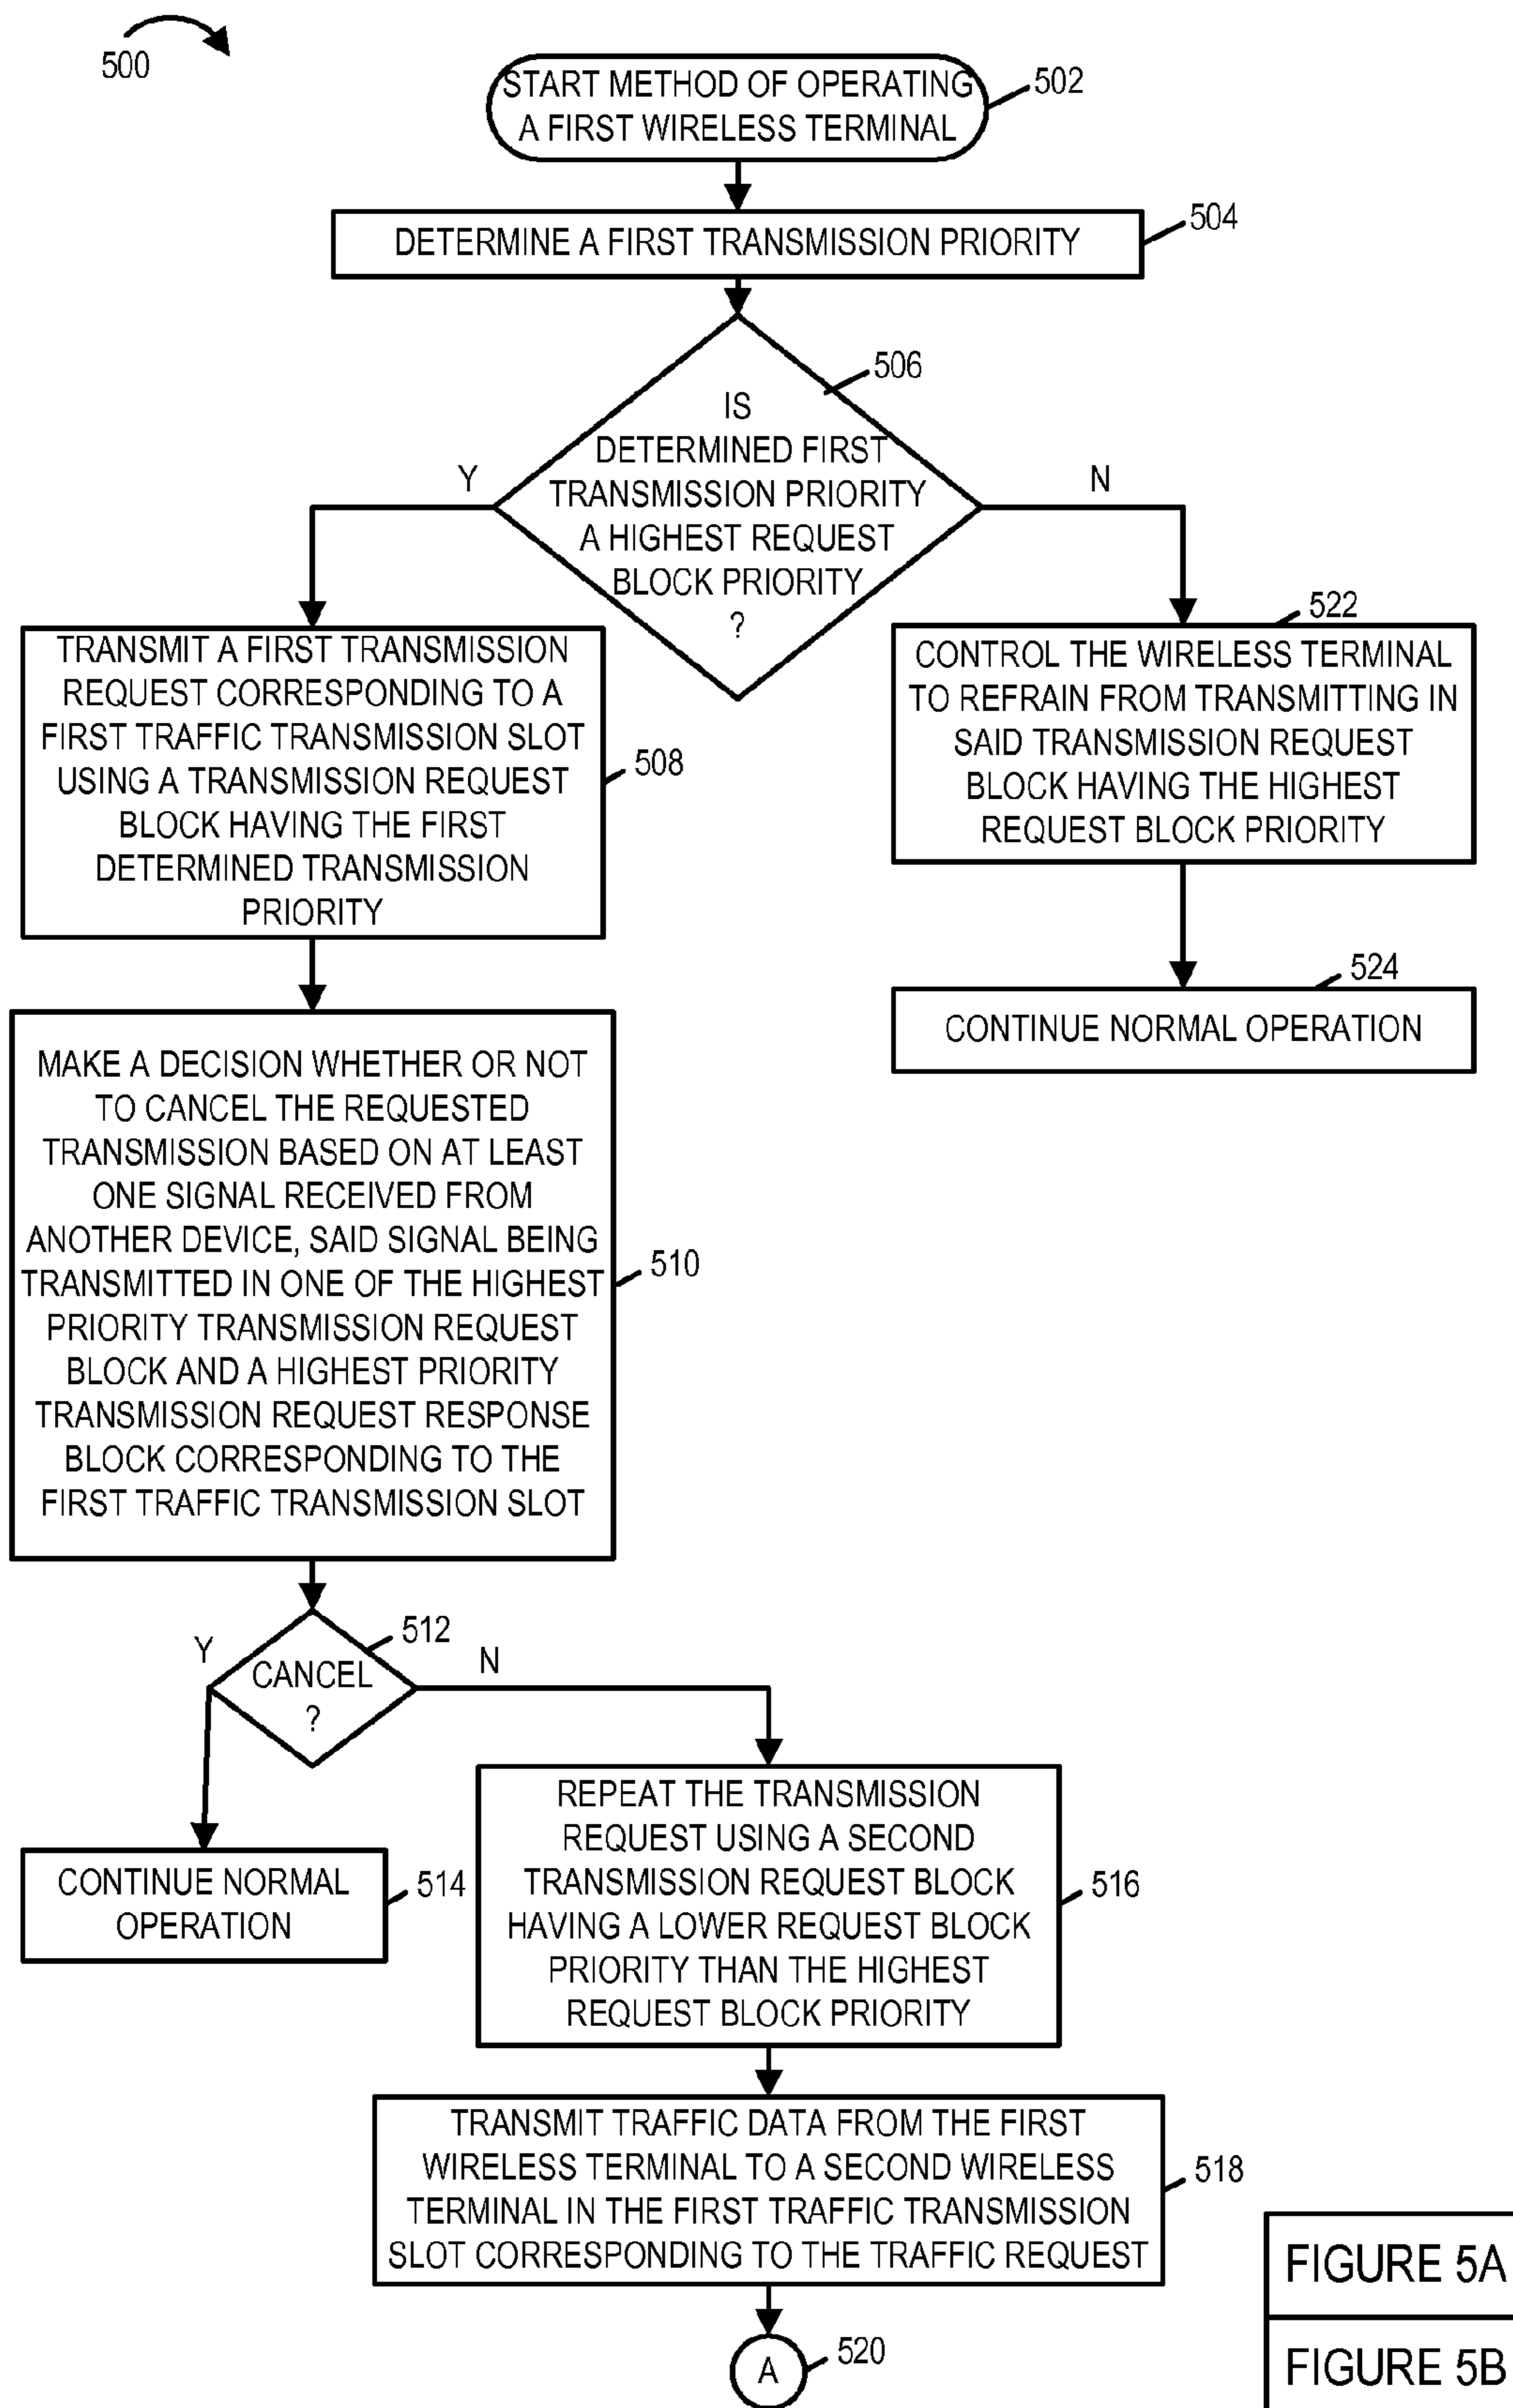 500
START METHOD OF OPERATING
A FIRST WIRELESS TERMINAL
502
DETERMINE A FIRST TRANSMISSION PRIORITY
504
506
IS
DETERMINED FIRST
TRANSMISSION PRIORITY
A HIGHEST REQUEST
BLOCK PRIORITY
?
Y
N
TRANSMIT A FIRST TRANSMISSION
REQUEST CORRESPONDING TO A
FIRST TRAFFIC TRANSMISSION SLOT
USING A TRANSMISSION REQUEST
BLOCK HAVING THE FIRST
DETERMINED TRANSMISSION
PRIORITY
508
522
CONTROL THE WIRELESS TERMINAL
TO REFRAIN FROM TRANSMITTING IN
SAID TRANSMISSION REQUEST
BLOCK HAVING THE HIGHEST
REQUEST BLOCK PRIORITY
524
CONTINUE NORMAL OPERATION
MAKE A DECISION WHETHER OR NOT
TO CANCEL THE REQUESTED
TRANSMISSION BASED ON AT LEAST
ONE SIGNAL RECEIVED FROM
ANOTHER DEVICE, SAID SIGNAL BEING
TRANSMITTED IN ONE OF THE HIGHEST
PRIORITY TRANSMISSION REQUEST
BLOCK AND A HIGHEST PRIORITY
TRANSMISSION REQUEST RESPONSE
BLOCK CORRESPONDING TO THE
FIRST TRAFFIC TRANSMISSION SLOT
510
512
Y
CANCEL
?
N
CONTINUE NORMAL
OPERATION
514
REPEAT THE TRANSMISSION
REQUEST USING A SECOND
TRANSMISSION REQUEST BLOCK
HAVING A LOWER REQUEST BLOCK
PRIORITY THAN THE HIGHEST
REQUEST BLOCK PRIORITY
516
TRANSMIT TRAFFIC DATA FROM THE FIRST
WIRELESS TERMINAL TO A SECOND WIRELESS
TERMINAL IN THE FIRST TRAFFIC TRANSMISSION
SLOT CORRESPONDING TO THE TRAFFIC REQUEST
518
A
520
FIGURE 5A
FIGURE 5B